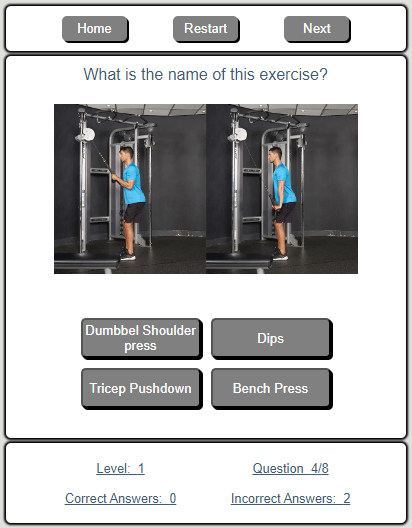 Home Restart Next
What is the name of this exercise?
Dumbbel Shoulder
press
Dips
Tricep Pushdown
Bench Press
Level: 1
Question 4/8
Correct Answers: 0
Incorrect Answers: 2